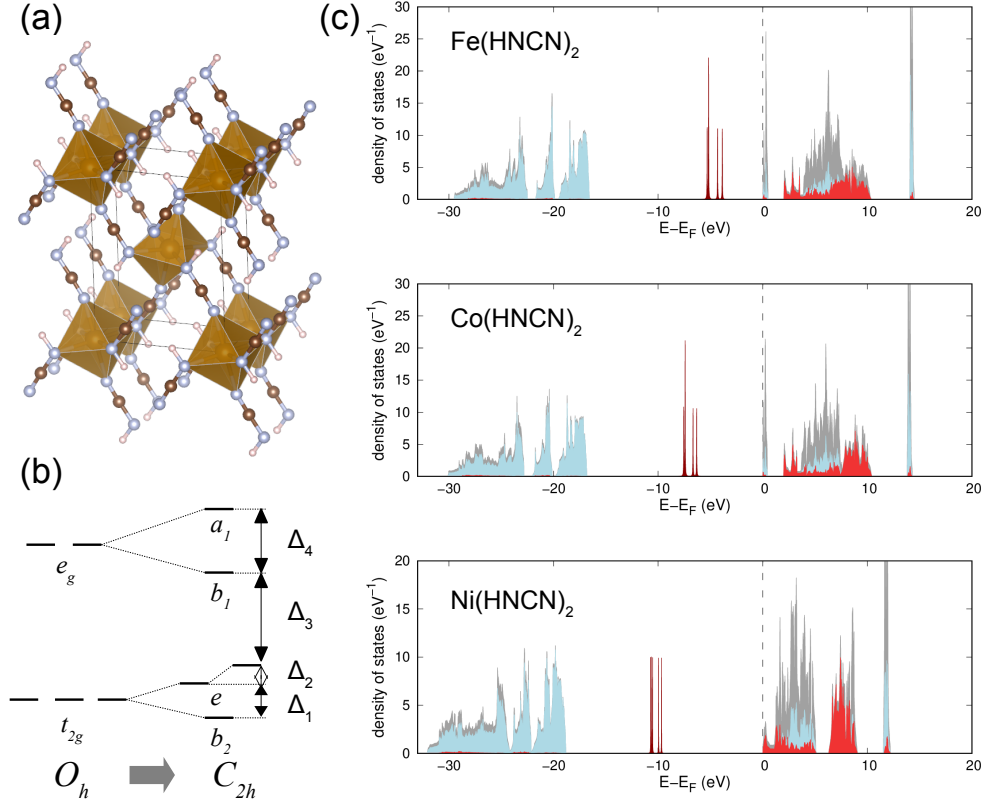 (a)
(b)
a₁
e_g
b₁
t_{2g}
e
b₂
Δ₄
Δ₃
Δ₂
Δ₁
O_h
C_{2h}
(c)
Fe(HNCN)₂
density of states (eV⁻¹)
30
25
20
15
10
5
0
−30
−20
−10
0
10
20
E−E_F (eV)
Co(HNCN)₂
density of states (eV⁻¹)
30
25
20
15
10
5
0
−30
−20
−10
0
10
20
E−E_F (eV)
Ni(HNCN)₂
density of states (eV⁻¹)
20
15
10
5
0
−30
−20
−10
0
10
20
E−E_F (eV)